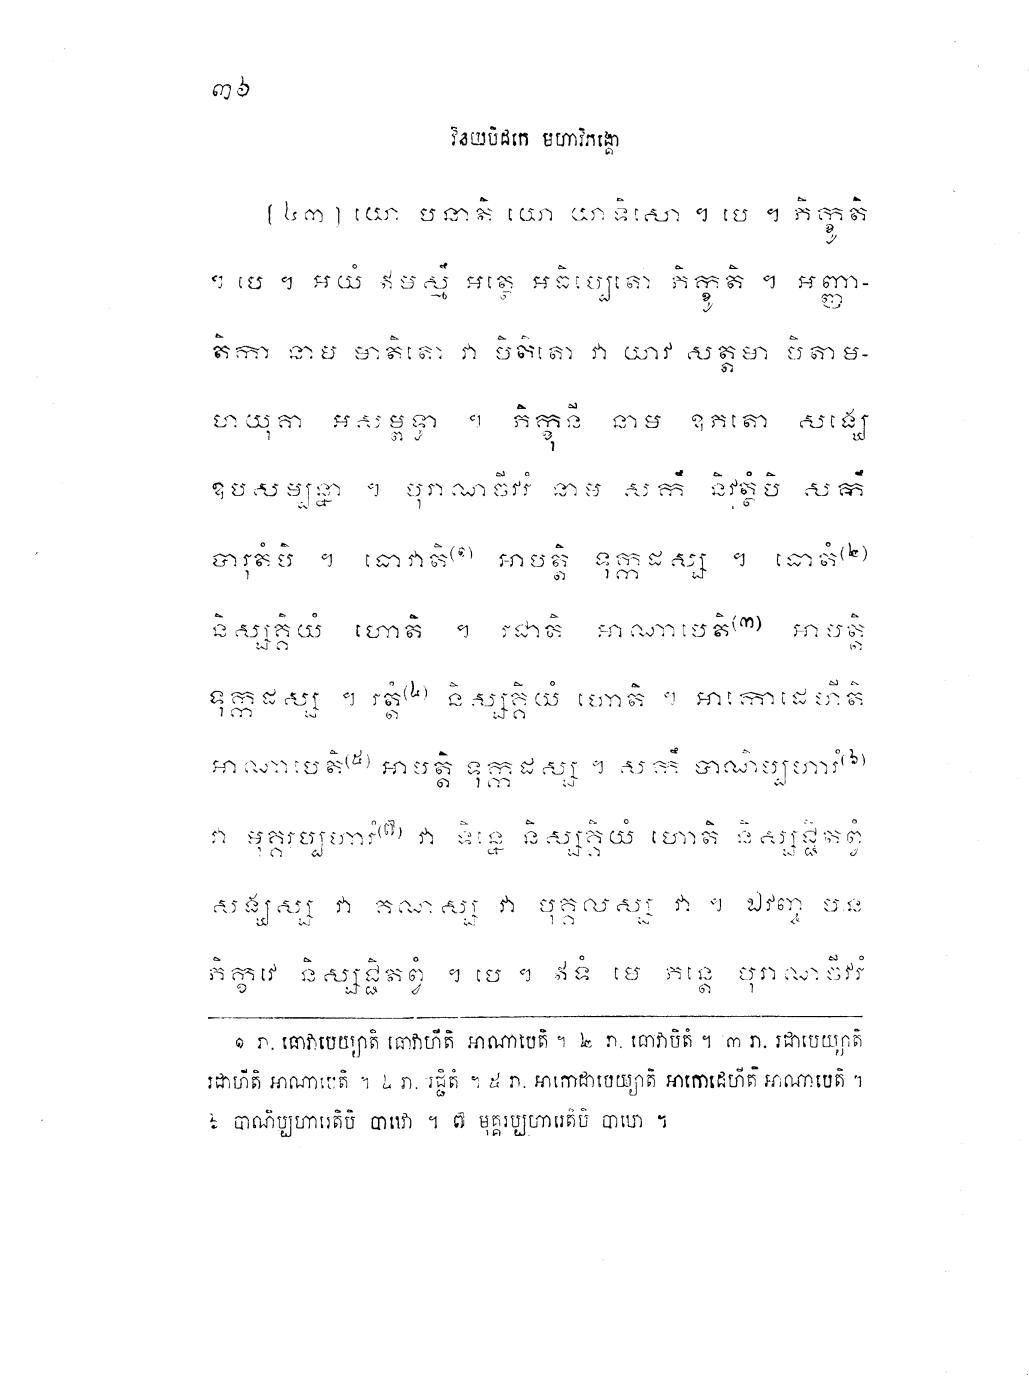 ៣៦
វិនយបិដកេ មហាវិភង្គោ
[៤៣] យោ បនាតិ យោ យាទិសោ ។ បេ ។ ភិក្ខូតិ
។ បេ ។ អយំ ឥមស្មឹ អត្ថេ អធិប្បេតោ ភិក្ខូតិ ។ អញ្ញា-
តិកា នាម មាតិតោ វា បិតិតោ វា យាវ សត្តមា បិតាម-
ហយុគា អសម្ពទ្ធា ។ ភិក្ខុនី នាម ឧភតោ សង្ឃេ
ឧបសម្បន្នា ។ បុរាណចីវរំ នាម សកឹ និវុត្ថំបិ សកឹ
បារុតំបិ ។ ធោវាតិ(១) អាបត្តិ ទុក្កដស្ស ។ ធោតំ(២)
និស្សគ្គិយំ ហោតិ ។ រជាតិ អាណាបេតិ(៣) អាបត្តិ
ទុក្កដស្ស ។ រត្តំ(៤) និស្សគ្គិយំ ហោតិ ។ អាកោដេហីតិ
អាណាបេតិ(៥) អាបត្តិ ទុក្កដស្ស ។ សកឹ បាណិប្បហារំ(៦)
វា មុគ្គរប្បហារំ(៧) វា ទិន្នេ និស្សគ្គិយំ ហោតិ និស្សជ្ជិតព្វំ
សង្ឃស្ស វា គណស្ស វា បុគ្គលស្ស វា ។ ឯវញ្ច បន
ភិក្ខវេ និស្សជ្ជិតព្វំ ។ បេ ។ ឥទំ មេ ភន្តេ បុរាណចីវរំ
១ រា. ធោវាបេយ្យាតិ ធោវាហីតិ អាណាបេតិ ។ ២ រា. ធោវាបិតំ ។ ៣ រា. រជាបេយ្យាតិ
រជាហីតិ អាណាបេតិ ។ ៤ រា. រជ្ជិតំ ។ ៥ រា. អាកោដាបេយ្យាតិ អាកោដេហីតិ អាណាបេតិ ។
៦ បាណិប្បហារេតិបិ បាឋោ ។ ៧ មុគ្គរប្បហារេតិបិ បាឋោ ។